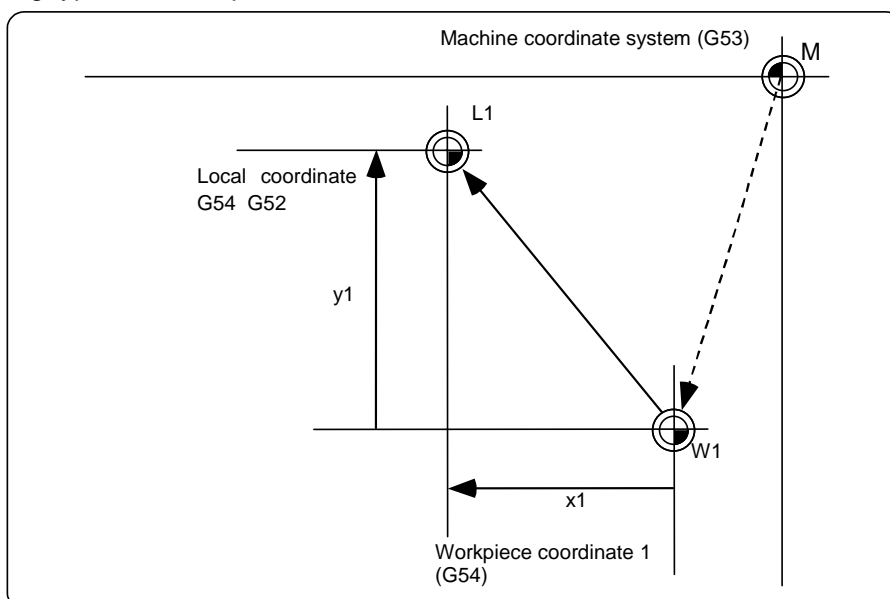 Machine coordinate system (G53)
M
L1
Local coordinate
G54 G52
y1
W1
x1
Workpiece coordinate 1
(G54)